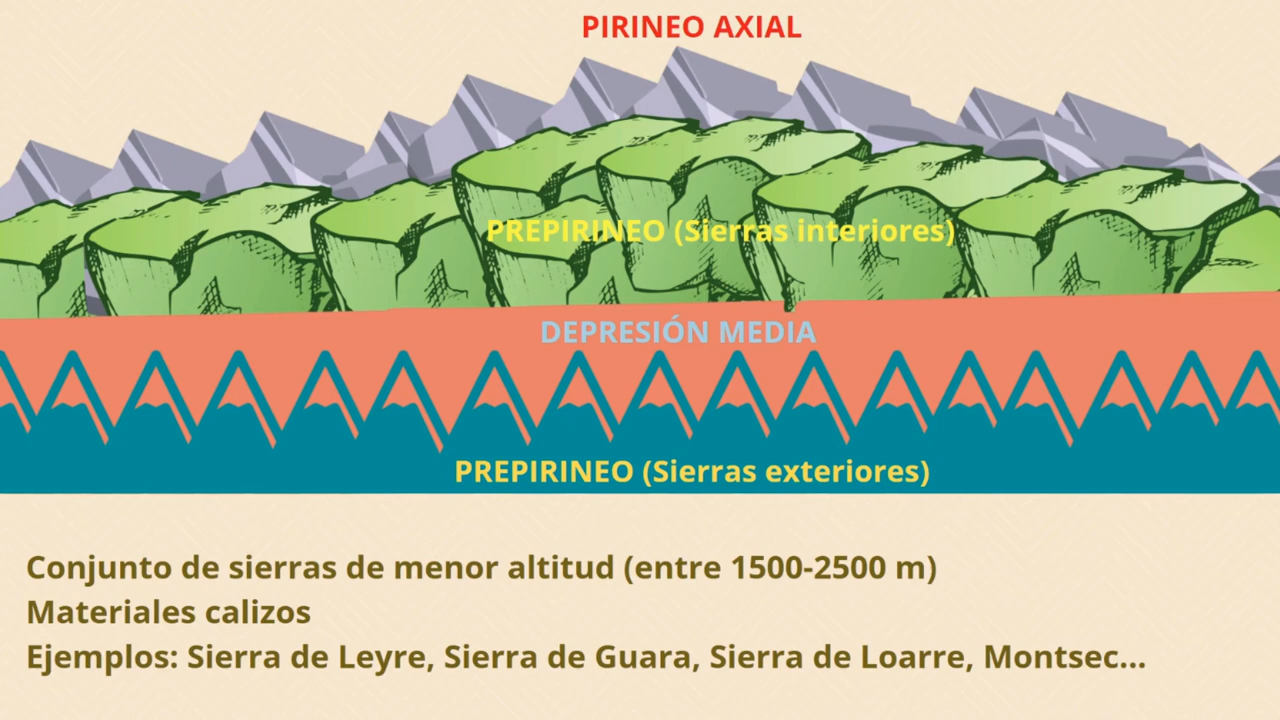 PIRINEO AXIAL
PREPIRINEO (Sierras interiores)
DEPRESIÓN MEDIA
PREPIRINEO (Sierras exteriores)
Conjunto de sierras de menor altitud (entre 1500-2500 m)
Materiales calizos
Ejemplos: Sierra de Leyre, Sierra de Guara, Sierra de Loarre, Montsec...